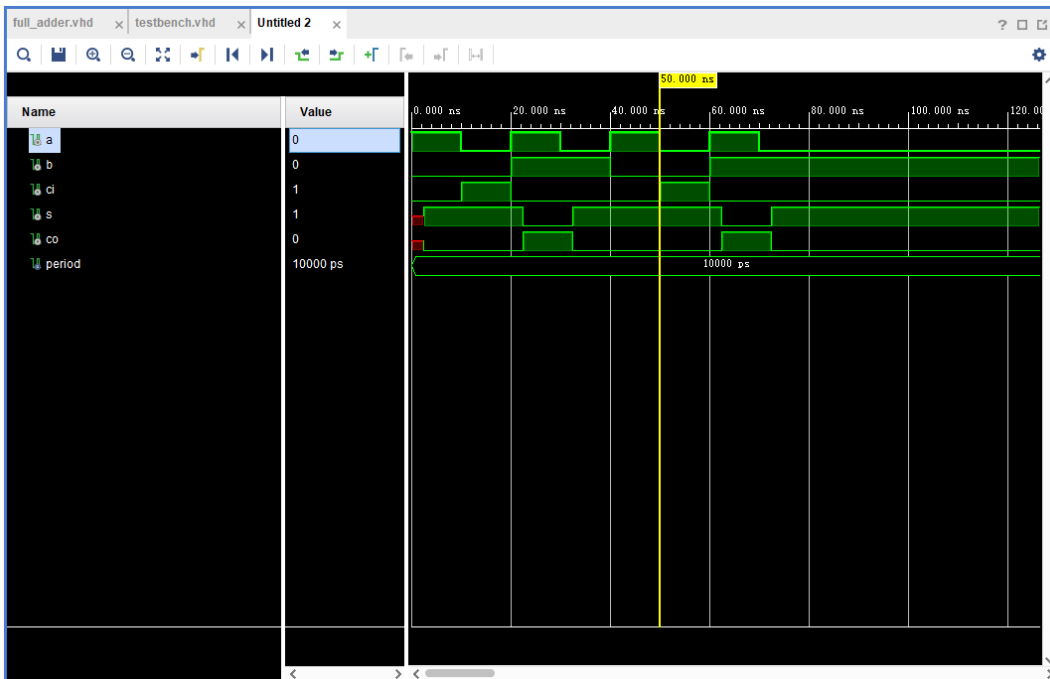 full_adder.vhd × testbench.vhd × Untitled 2 ×
?
50.000 ns
Name Value
0.000 ns 20.000 ns 40.000 ns 60.000 ns 80.000 ns 100.000 ns 120.0
a 0
b 0
ci 1
s 1
co 0
period 10000 ps 10000 ps